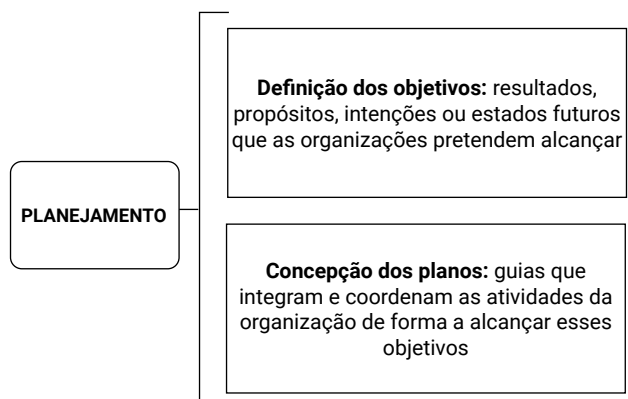 Definição dos objetivos: resultados,
propósitos, intenções ou estados futuros
que as organizações pretendem alcançar
PLANEJAMENTO
Concepção dos planos: guias que
integram e coordenam as atividades da
organização de forma a alcançar esses
objetivos